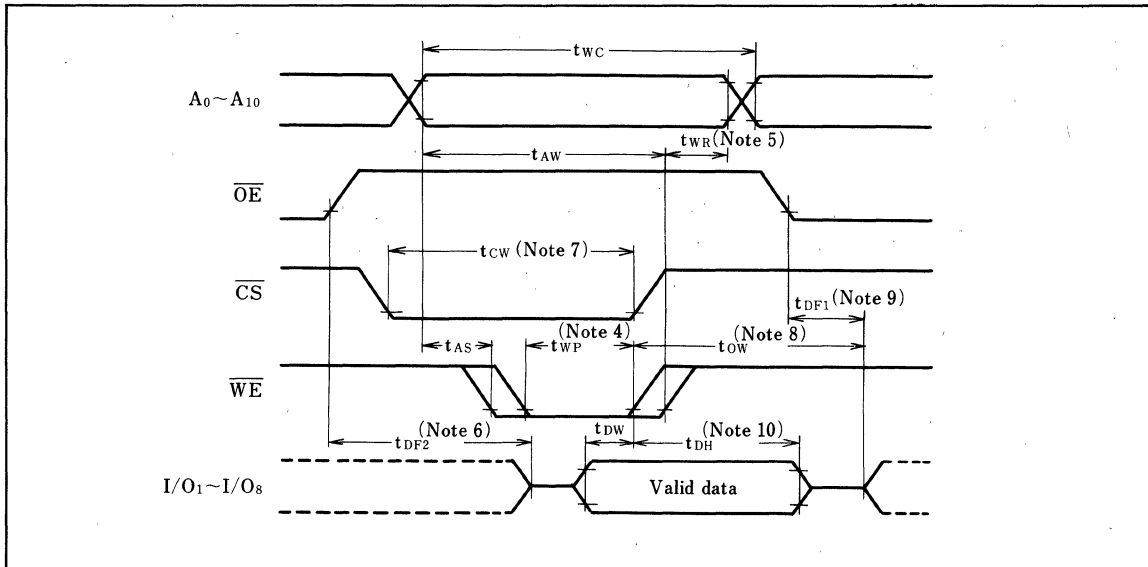 tWC
A0~A10
tWR(Note 5)
tAW
OE
tCW (Note 7)
CS
tDF1(Note 9)
(Note 4)
(Note 8)
tAS
tWP
tOW
WE
(Note 6)
tDW
(Note 10)
tDF2
tDH
I/O1~I/O8
Valid data